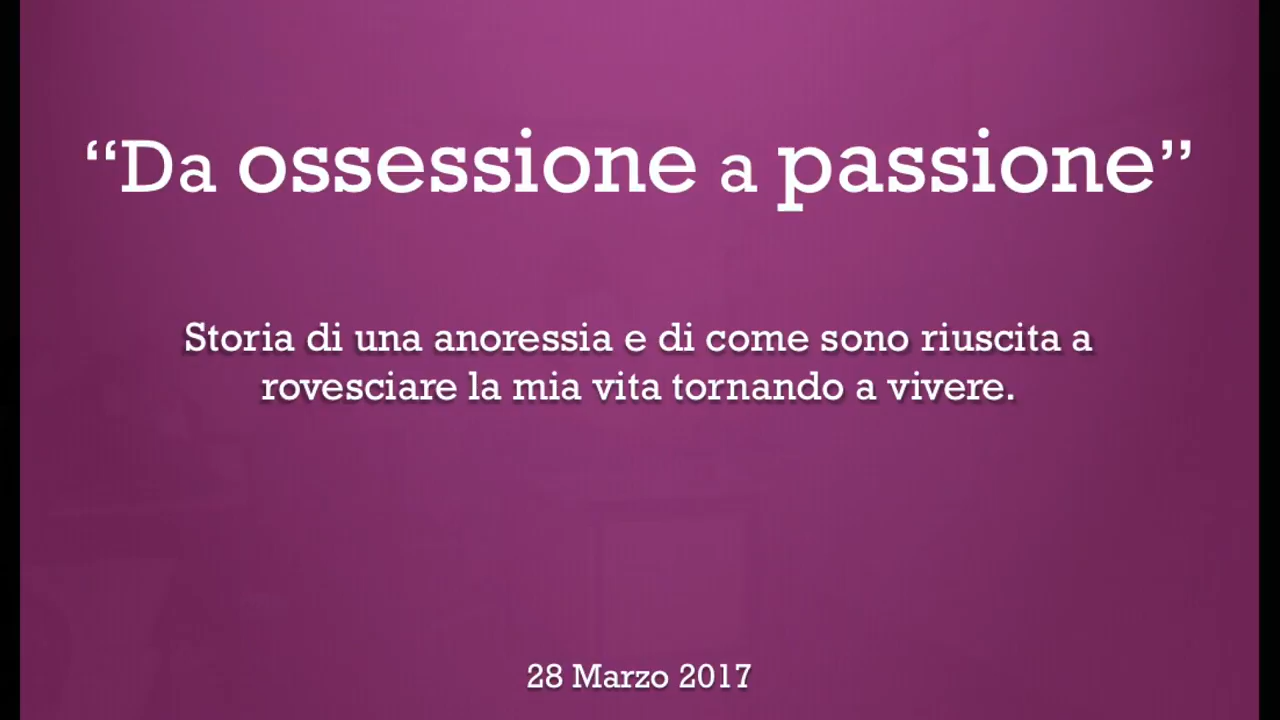 “Da ossessione a passione”
Storia di una anoressia e di come sono riuscita a
rovesciare la mia vita tornando a vivere.
28 Marzo 2017